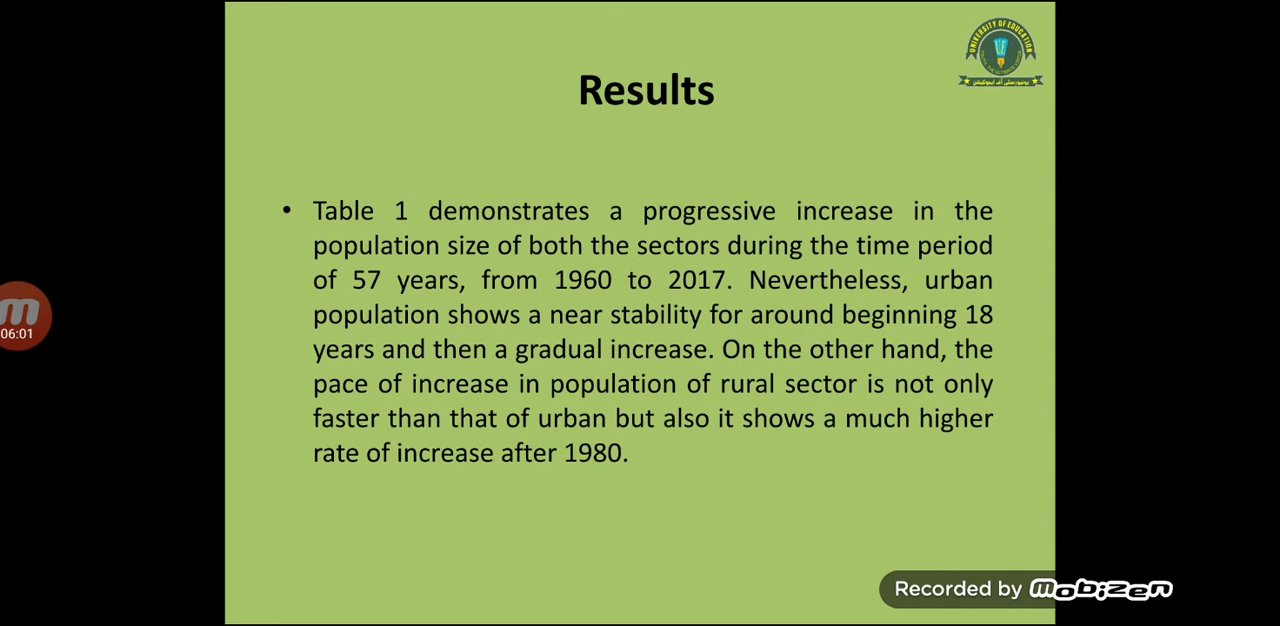 UNIVERSITY OF EDUCATION
Results
• Table 1 demonstrates a progressive increase in the
population size of both the sectors during the time period
of 57 years, from 1960 to 2017. Nevertheless, urban
population shows a near stability for around beginning 18
years and then a gradual increase. On the other hand, the
pace of increase in population of rural sector is not only
faster than that of urban but also it shows a much higher
rate of increase after 1980.
m
06:01
Recorded by mobizen